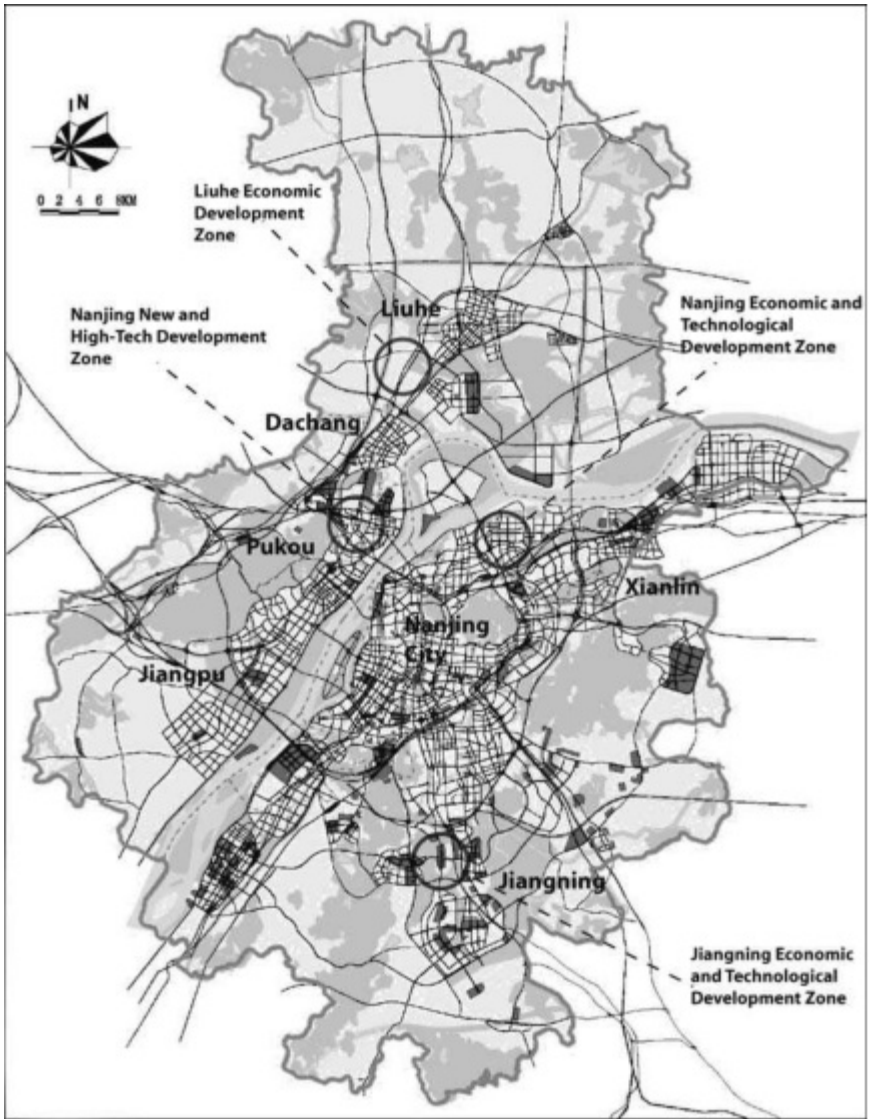 N
0 2 4 6 8KM
Liuhe Economic
Development
Zone
Nanjing New and
High-Tech Development
Zone
Liuhe
Nanjing Economic and
Technological
Development Zone
Dachang
Pukou
Xianlin
Nanjing
City
Jiangpu
Jiangning
Jiangning Economic
and Technological
Development Zone